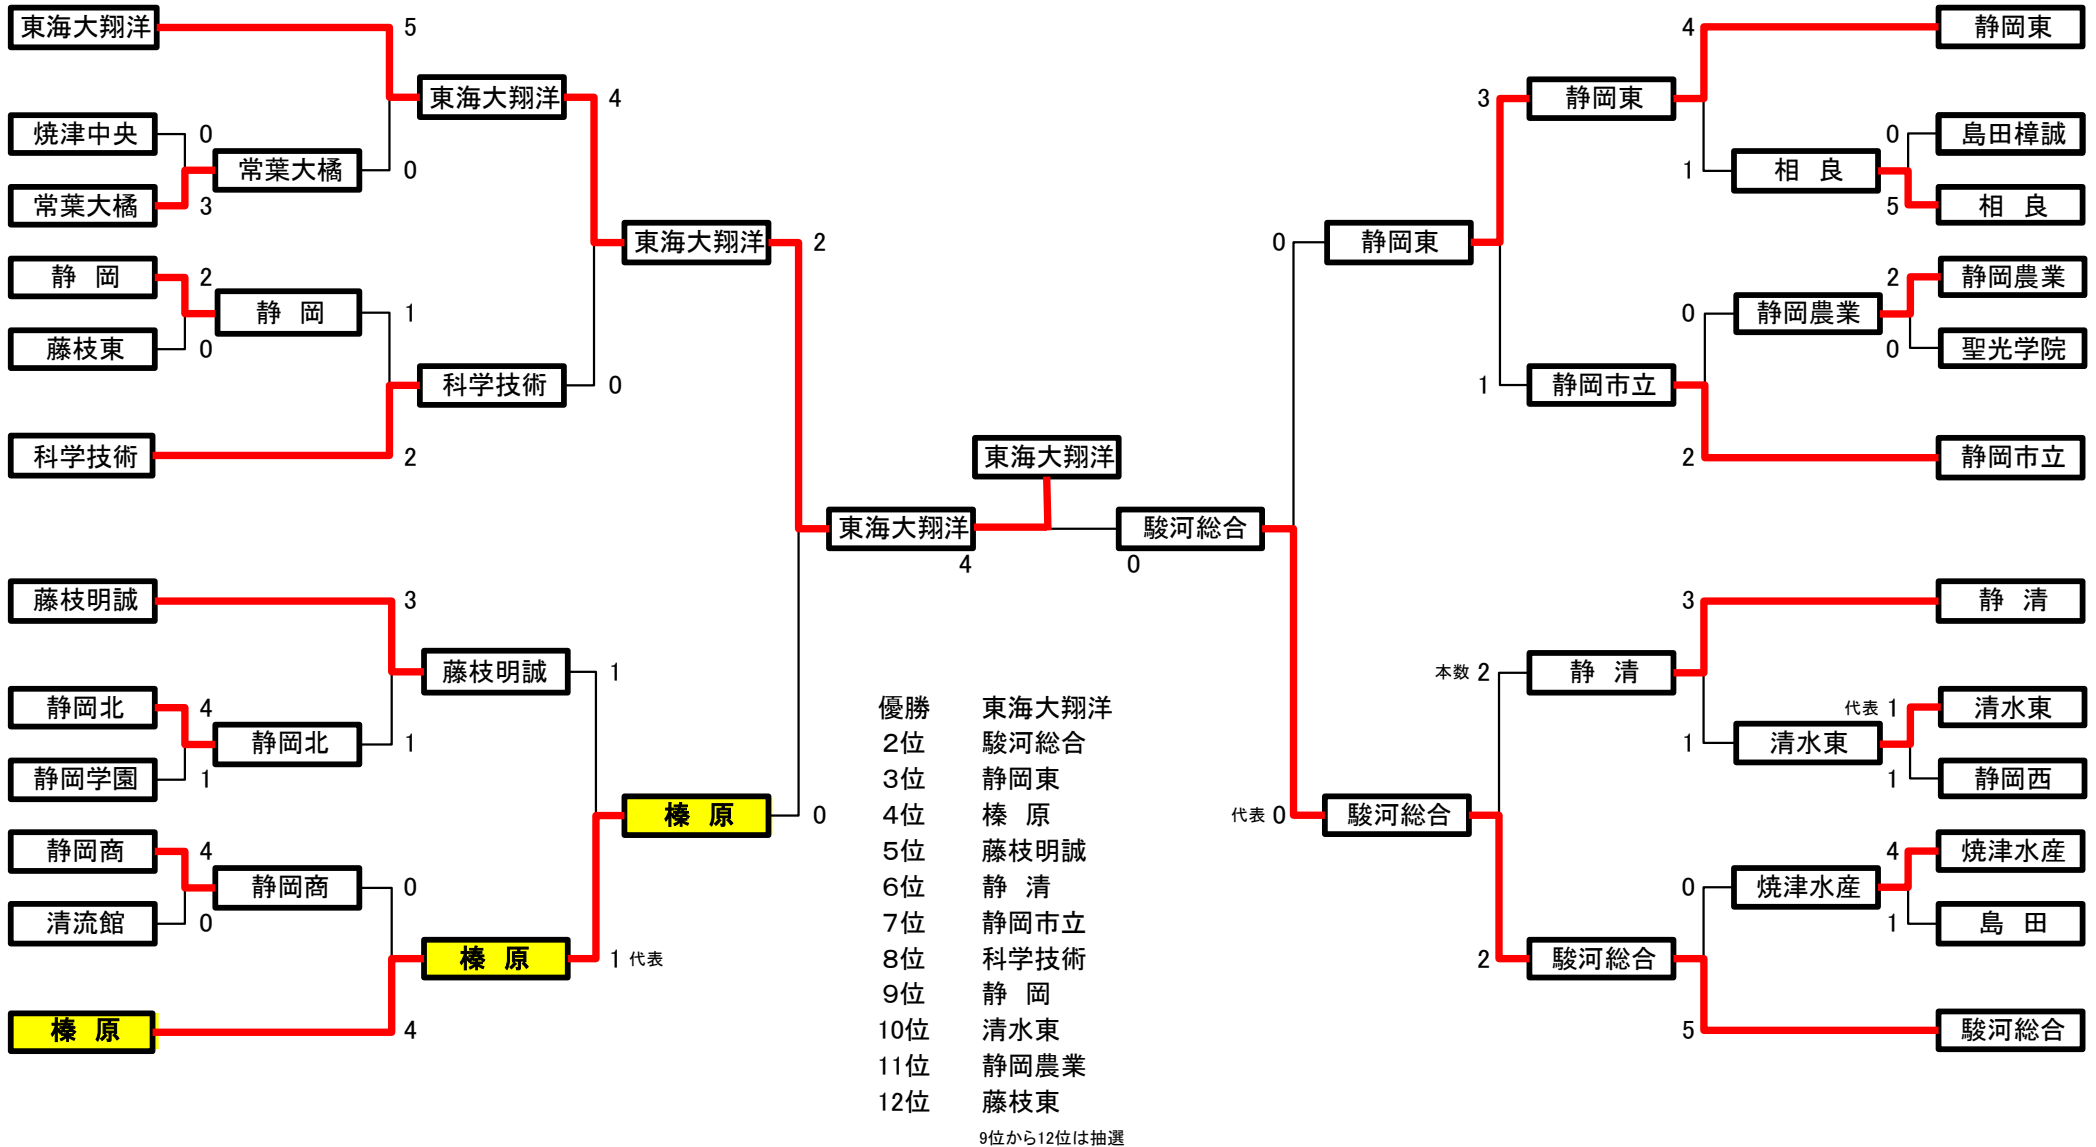 東海大翔洋
5
東海大翔洋
4
焼津中央
0
常葉大橘
0
常葉大橘
3
東海大翔洋
2
静 岡
2
静 岡
1
藤枝東
0
科学技術
0
科学技術
2
東海大翔洋
東海大翔洋
4
駿河総合
0
藤枝明誠
3
藤枝明誠
1
静岡北
4
静岡北
1
静岡学園
1
榛 原
0
静岡商
4
静岡商
0
清流館
0
榛 原
1 代表
榛 原
4
優勝 東海大翔洋
2位 駿河総合
3位 静岡東
4位 榛 原
5位 藤枝明誠
6位 静 清
7位 静岡市立
8位 科学技術
9位 静 岡
10位 清水東
11位 静岡農業
12位 藤枝東
9位から12位は抽選
4
静岡東
3
静岡東
0
島田樟誠
1
相 良
5
相 良
0
静岡東
2
静岡農業
0
静岡農業
0
聖光学院
1
静岡市立
2
静岡市立
3
静 清
本数 2
静 清
代表 1
清水東
1
清水東
1
静岡西
代表 0
駿河総合
4
焼津水産
0
焼津水産
1
島 田
2
駿河総合
5
駿河総合